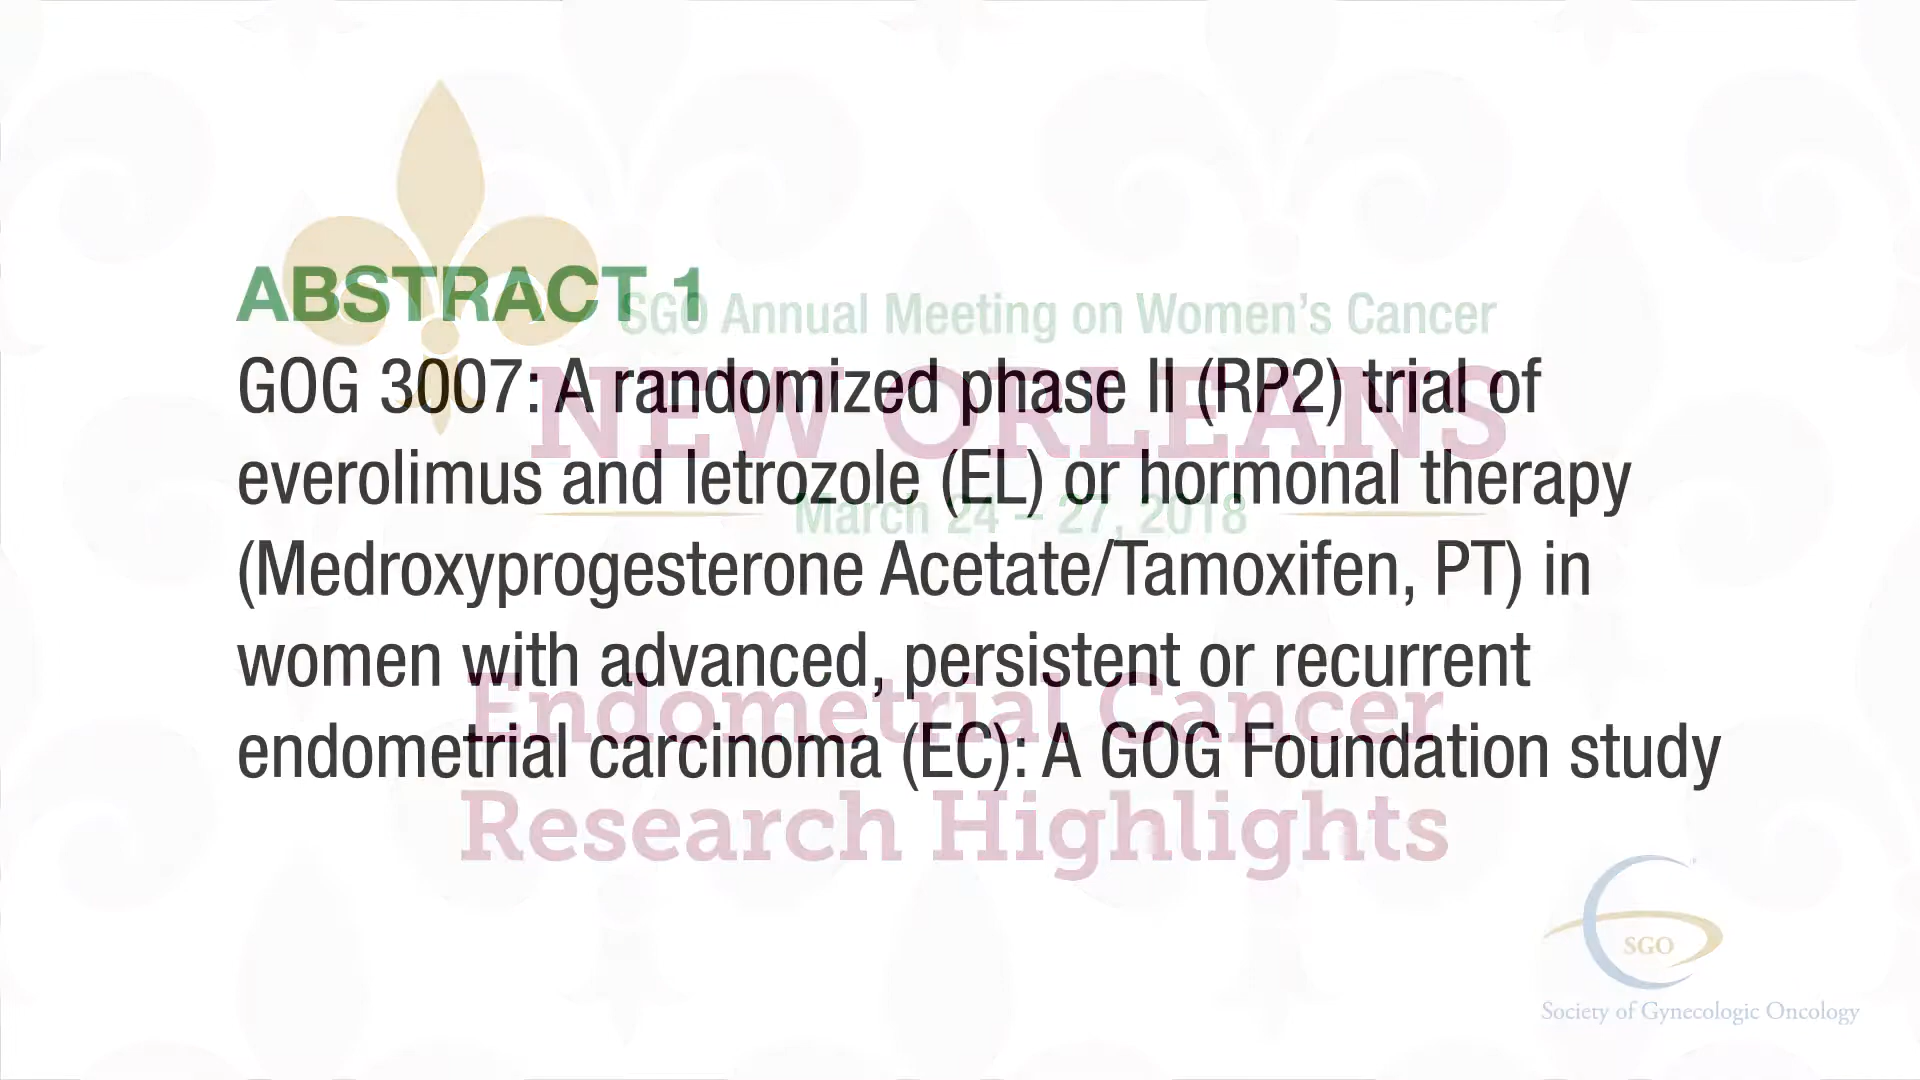 ABSTRACT 1
SGO Annual Meeting on Women's Cancer
GOG 3007: A randomized phase II (RP2) trial of
NEW ORLEANS
everolimus and letrozole (EL) or hormonal therapy
March 24 – 27, 2018
(Medroxyprogesterone Acetate/Tamoxifen, PT) in
women with advanced, persistent or recurrent
Endometrial Cancer
endometrial carcinoma (EC): A GOG Foundation study
Research Highlights
SGO
Society of Gynecologic Oncology